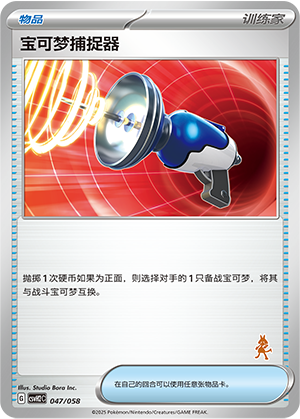 物品 训练家
宝可梦捕捉器
抛掷1次硬币如果为正面，则选择对手的1只备战宝可梦，将其
与战斗宝可梦互换。
Illus. Studio Bora Inc.
G 047/058
在自己的回合可以使用任意张物品卡。
©2025 Pokémon/Nintendo/Creatures/GAME FREAK.